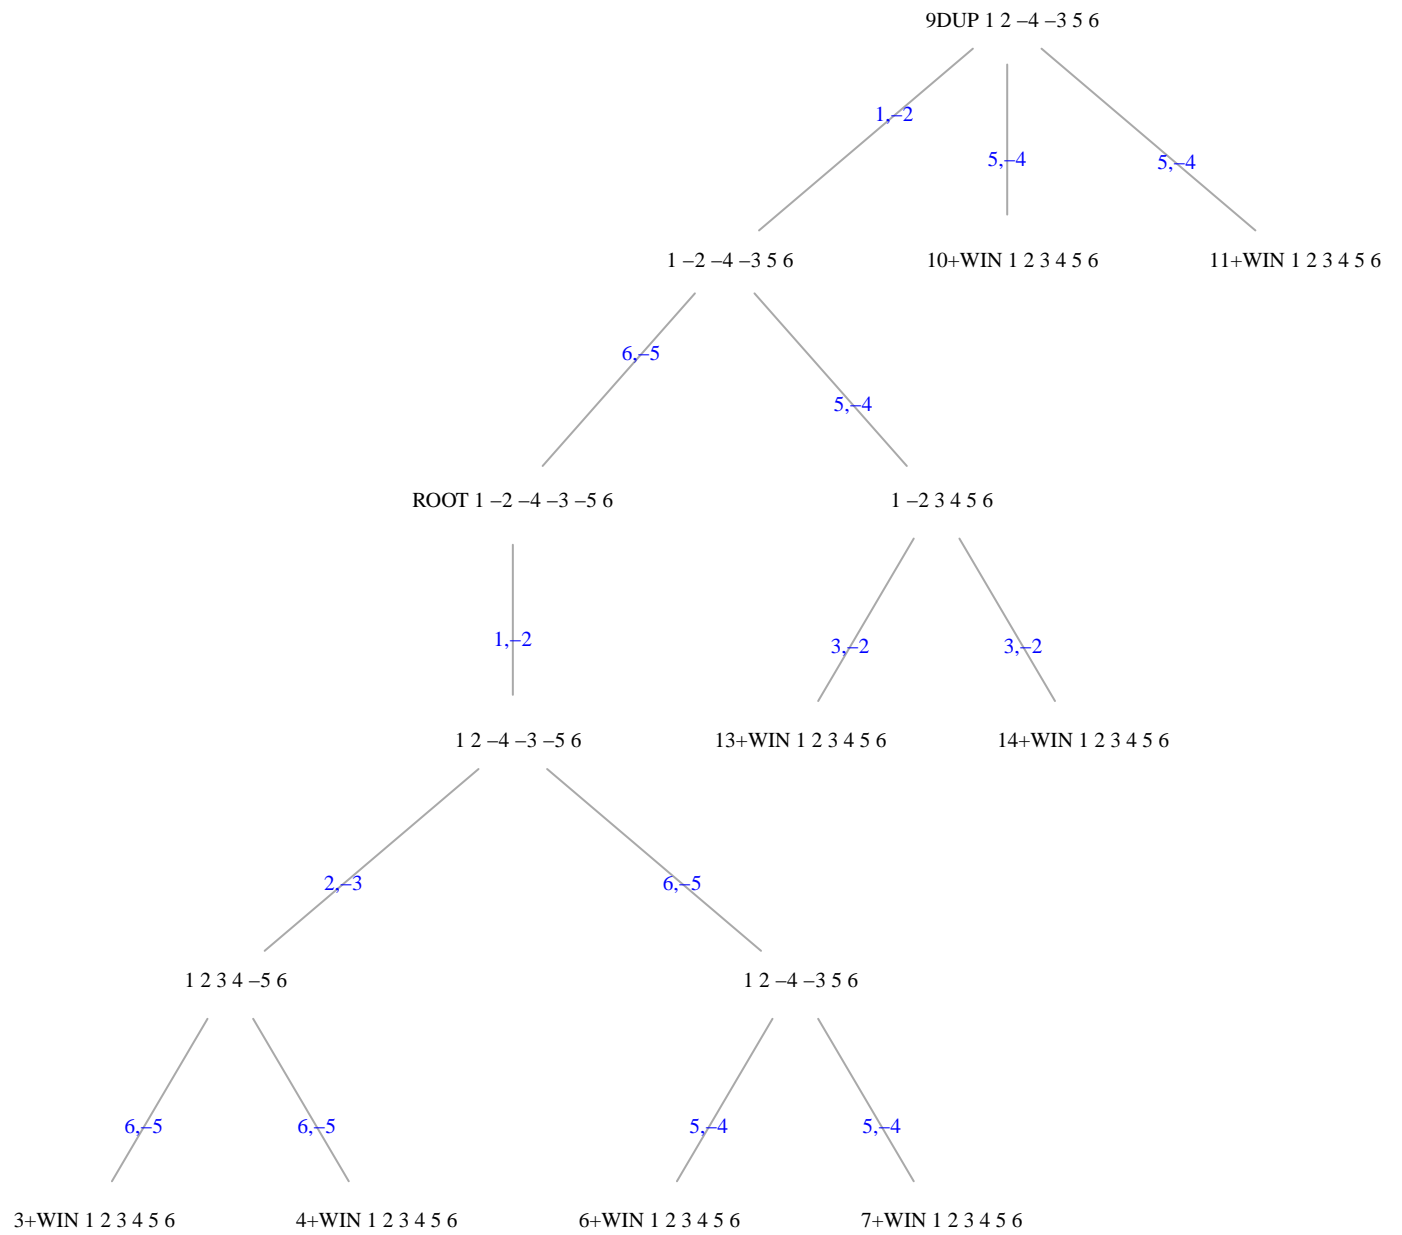 9DUP 1 2 –4 –3 5 6
1,–2
5,–4
5,–4
1 –2 –4 –3 5 6
10+WIN 1 2 3 4 5 6
11+WIN 1 2 3 4 5 6
6,–5
5,–4
ROOT 1 –2 –4 –3 –5 6
1 –2 3 4 5 6
1,–2
3,–2
3,–2
1 2 –4 –3 –5 6
13+WIN 1 2 3 4 5 6
14+WIN 1 2 3 4 5 6
2,–3
6,–5
1 2 3 4 –5 6
1 2 –4 –3 5 6
6,–5
6,–5
5,–4
5,–4
3+WIN 1 2 3 4 5 6
4+WIN 1 2 3 4 5 6
6+WIN 1 2 3 4 5 6
7+WIN 1 2 3 4 5 6